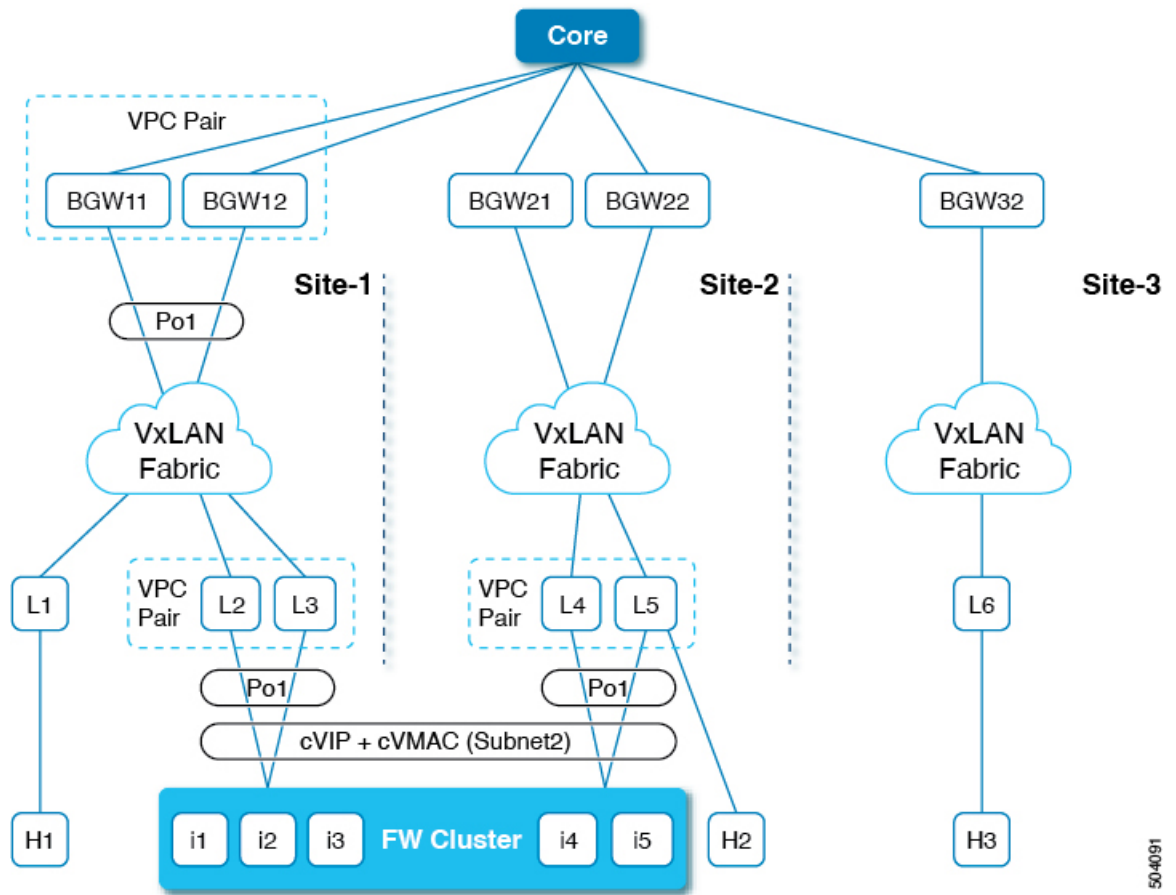 Core
VPC Pair
BGW11
BGW12
BGW21
BGW22
BGW32
Site-1
Site-2
Site-3
Po1
VxLAN
Fabric
VxLAN
Fabric
VxLAN
Fabric
L1
VPC
Pair
L2
L3
VPC
Pair
L4
L5
L6
Po1
Po1
cVIP + cVMAC (Subnet2)
H1
i1
i2
i3
FW Cluster
i4
i5
H2
H3
504091